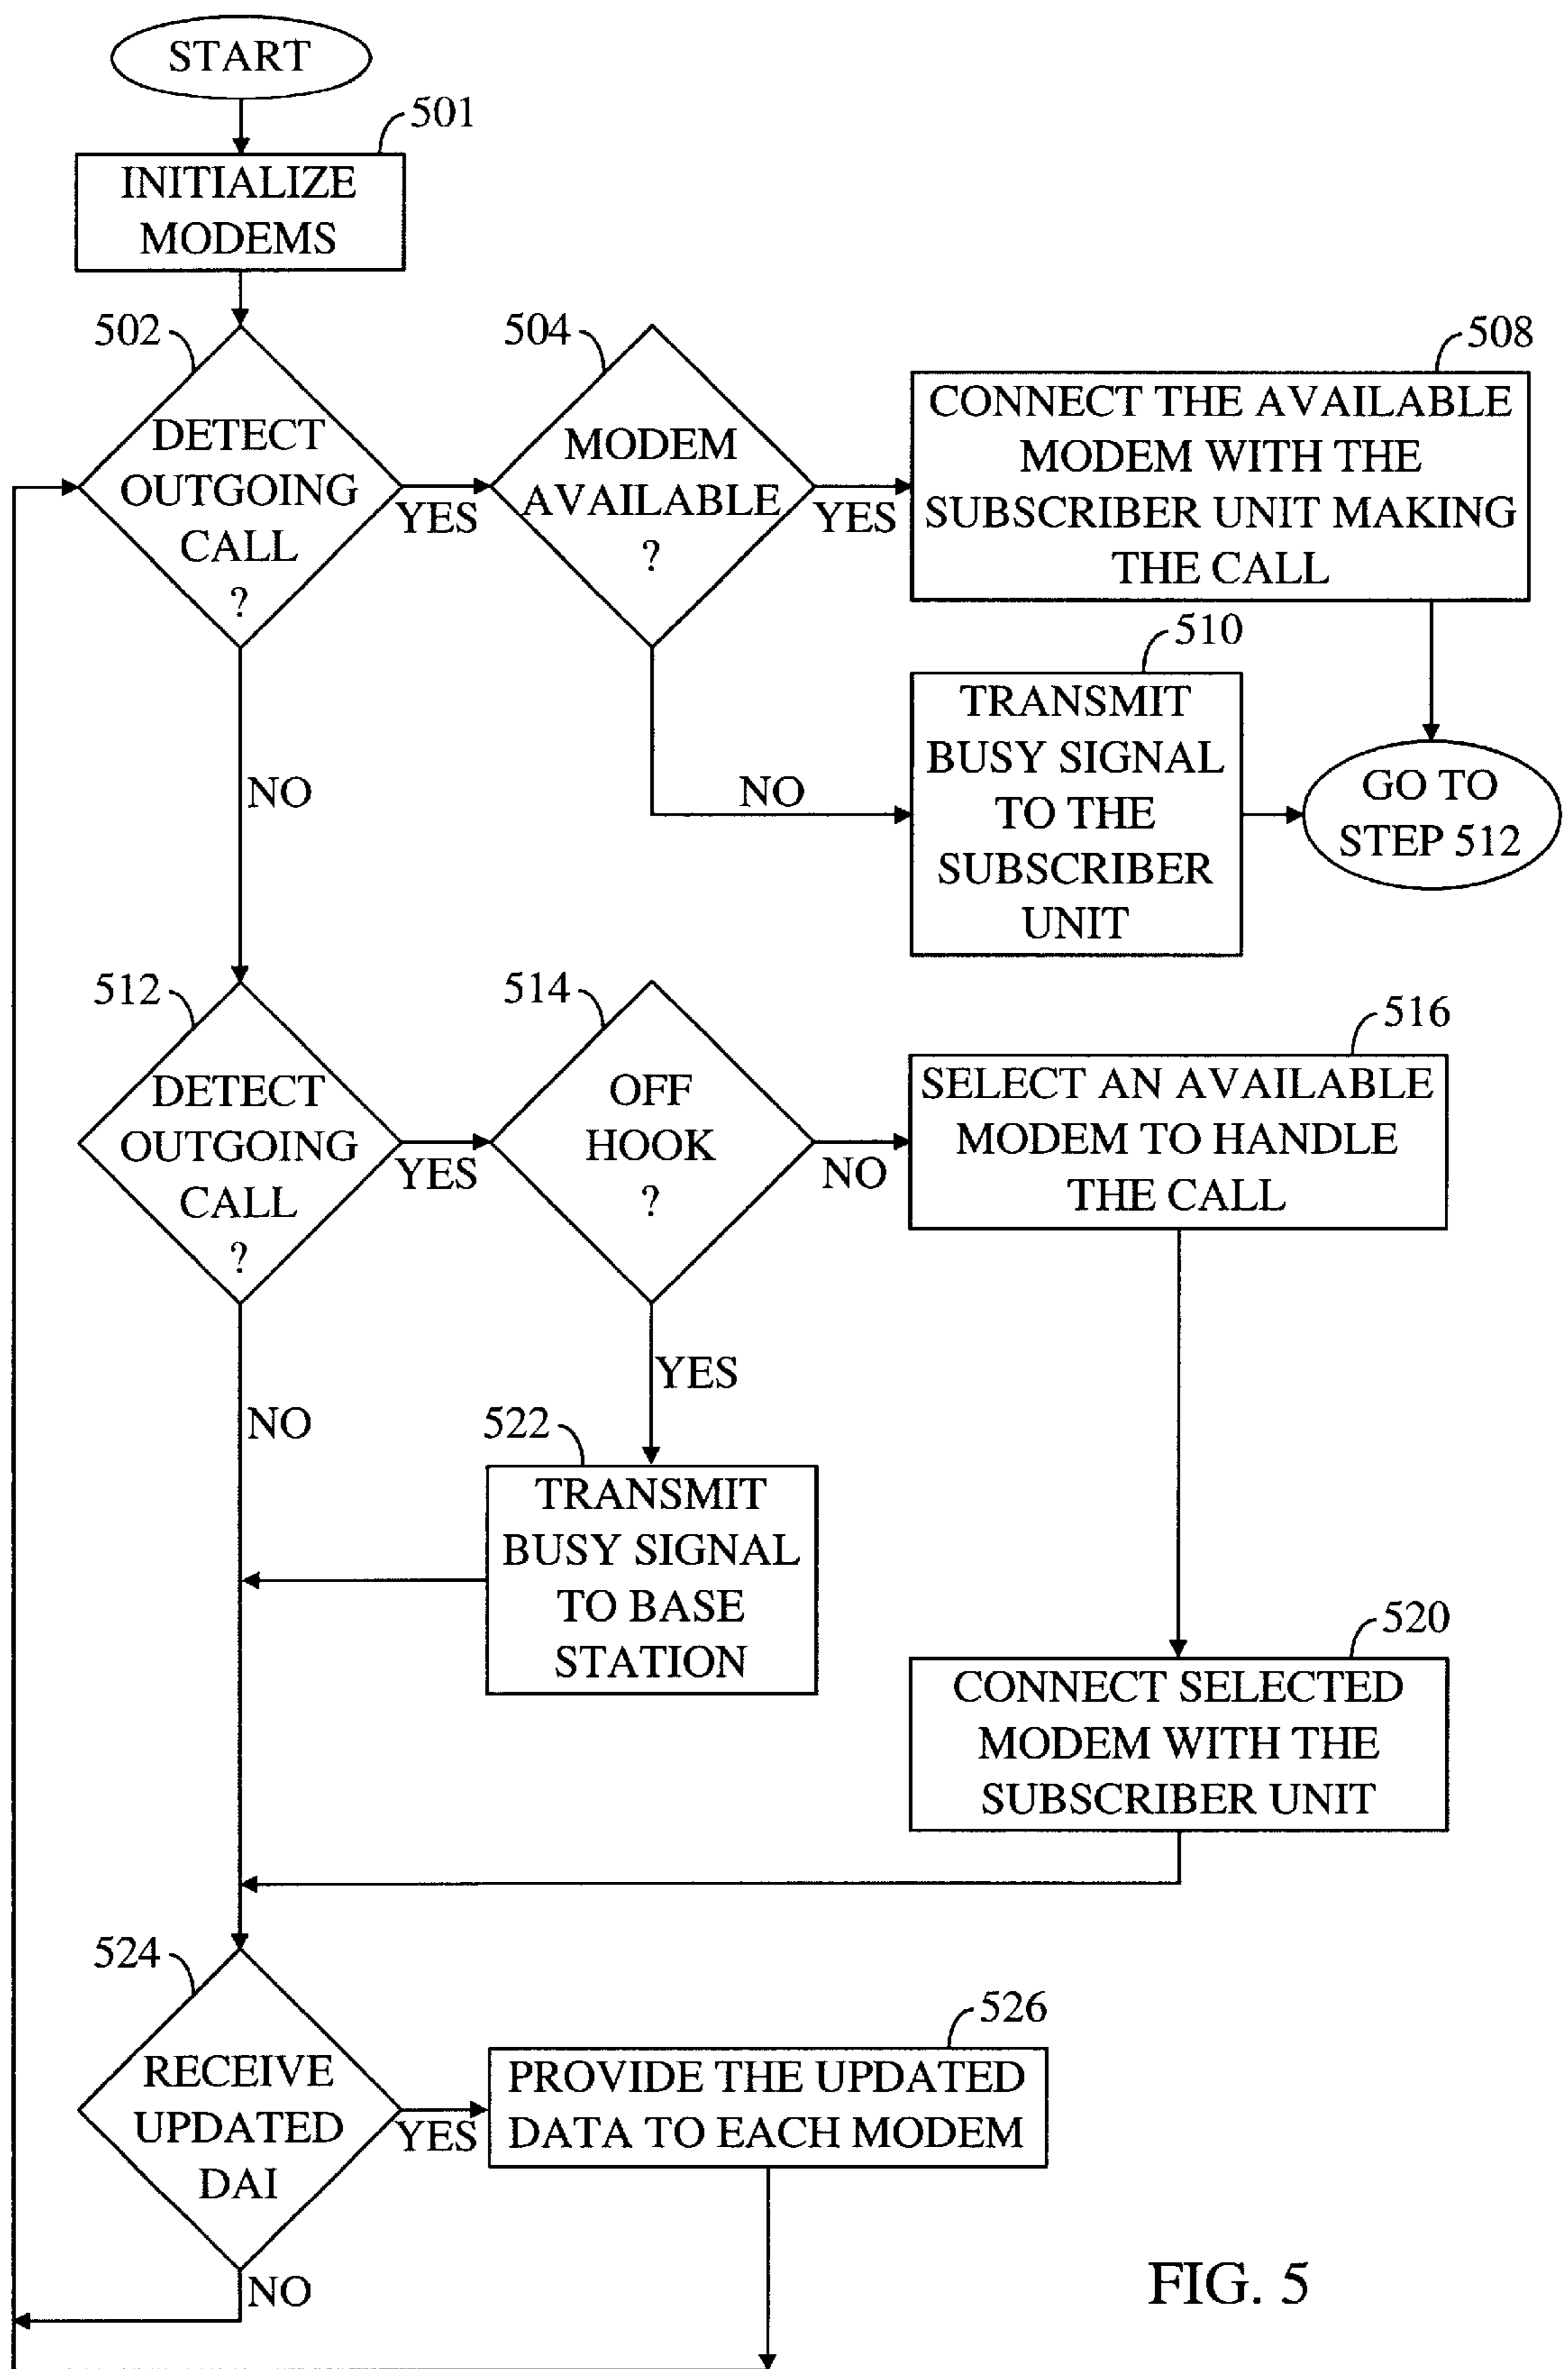 START
501
INITIALIZE
MODEMS
502
DETECT
OUTGOING
CALL
?
YES
NO
504
MODEM
AVAILABLE
?
YES
NO
508
CONNECT THE AVAILABLE
MODEM WITH THE
SUBSCRIBER UNIT MAKING
THE CALL
510
TRANSMIT
BUSY SIGNAL
TO THE
SUBSCRIBER
UNIT
GO TO
STEP 512
512
DETECT
OUTGOING
CALL
?
YES
NO
514
OFF
HOOK
?
NO
YES
516
SELECT AN AVAILABLE
MODEM TO HANDLE
THE CALL
522
TRANSMIT
BUSY SIGNAL
TO BASE
STATION
520
CONNECT SELECTED
MODEM WITH THE
SUBSCRIBER UNIT
524
RECEIVE
UPDATED
DAI
YES
NO
526
PROVIDE THE UPDATED
DATA TO EACH MODEM
FIG. 5